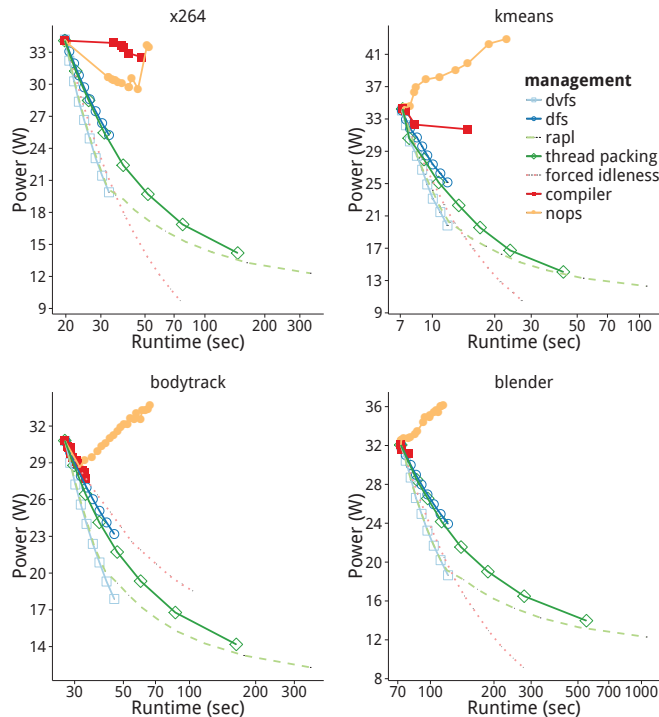 x264
Power (W)
33
30
27
24
21
18
15
12
9
20 30 50 70 100 200 300
Runtime (sec)
kmeans
Power (W)
41
37
33
29
25
21
17
13
9
7 10 20 30 50 100
Runtime (sec)
management
dvfs
dfs
rapl
thread packing
forced idleness
compiler
nops
bodytrack
Power (W)
32
29
26
23
20
17
14
30 50 100 200 300
Runtime (sec)
blender
Power (W)
36
32
28
24
20
16
12
8
70 100 200 300 500 1000
Runtime (sec)